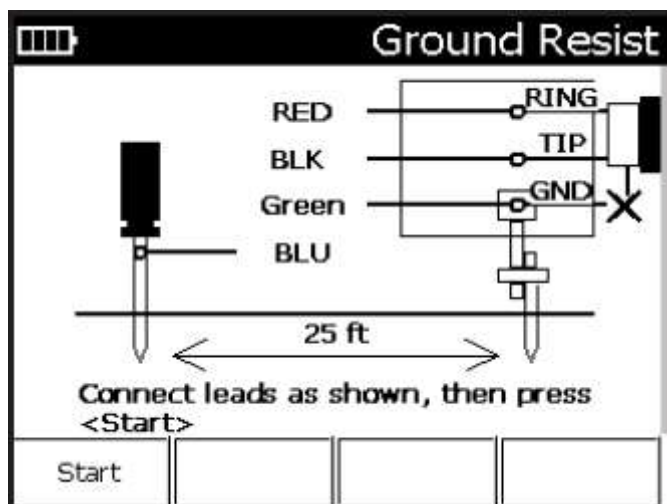 Ground Resist
RED
RING
BLK
TIP
Green
GND
BLU
25 ft
Connect leads as shown, then press
<Start>
Start